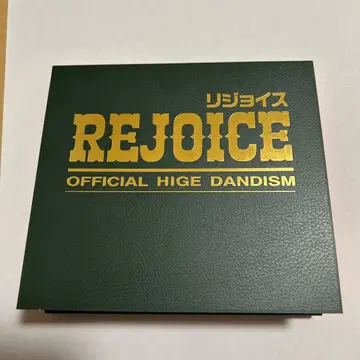 リジョイス
REJOICE
OFFICIAL HIGE DANDISM